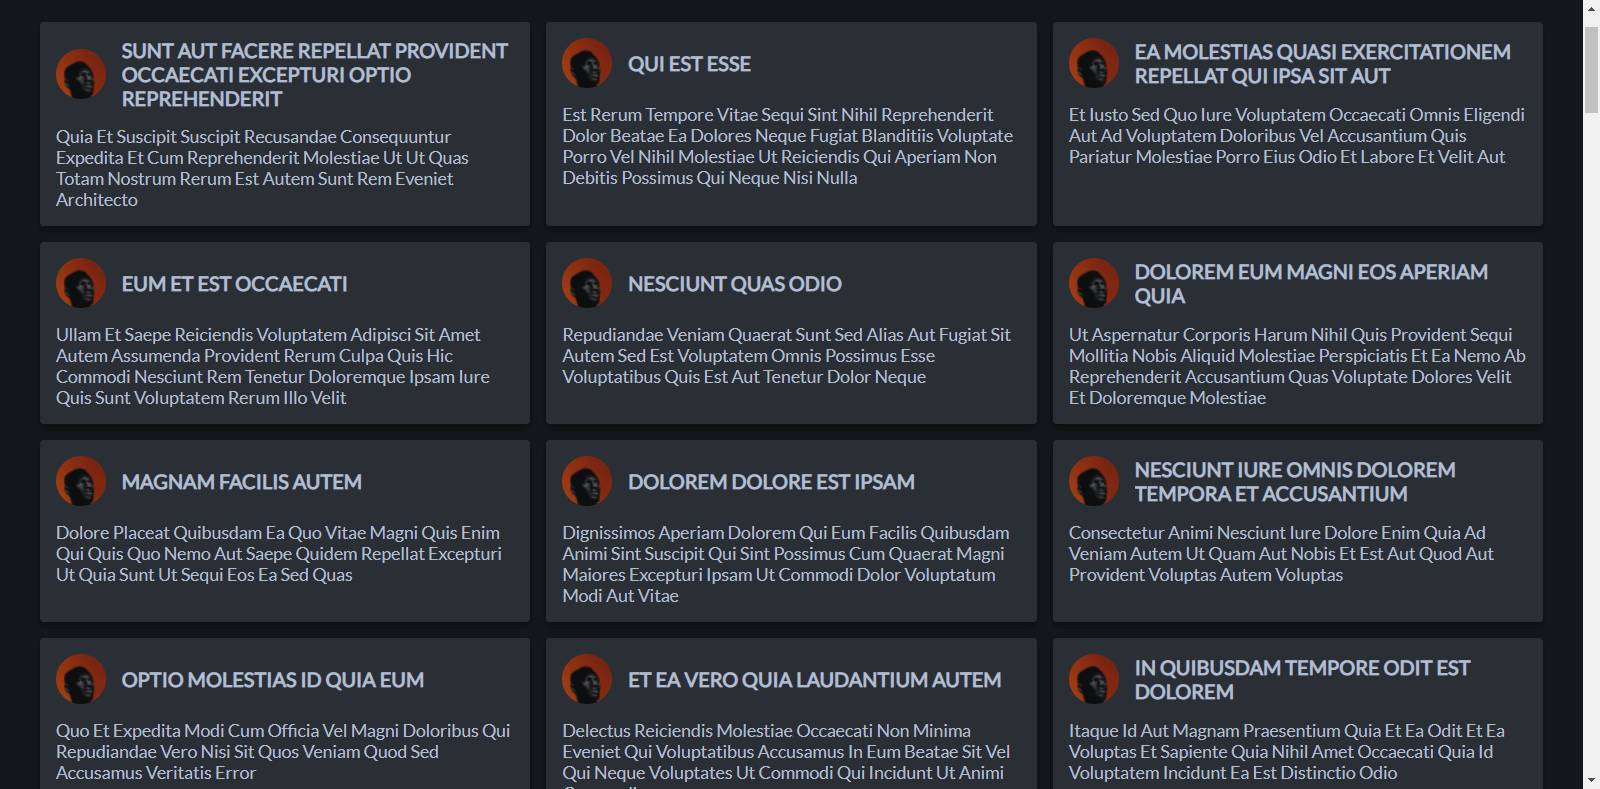 SUNT AUT FACERE REPELLAT PROVIDENT
OCCAECATI EXCEPTURI OPTIO
REPREHENDERIT
Quia Et Suscipit Suscipit Recusandae Consequuntur
Expedita Et Cum Reprehenderit Molestiae Ut Ut Quas
Totam Nostrum Rerum Est Autem Sunt Rem Eveniet
Architecto
QUI EST ESSE
Est Rerum Tempore Vitae Sequi Sint Nihil Reprehenderit
Dolor Beatae Ea Dolores Neque Fugiat Blanditiis Voluptate
Porro Vel Nihil Molestiae Ut Reiciendis Qui Aperiam Non
Debitis Possimus Qui Neque Nisi Nulla
EA MOLESTIAS QUASI EXERCITATIONEM
REPELLAT QUI IPSA SIT AUT
Et Iusto Sed Quo Iure Voluptatem Occaecati Omnis Eligendi
Aut Ad Voluptatem Doloribus Vel Accusantium Quis
Pariatur Molestiae Porro Eius Odio Et Labore Et Velit Aut
EUM ET EST OCCAECATI
Ullam Et Saepe Reiciendis Voluptatem Adipisci Sit Amet
Autem Assumenda Provident Rerum Culpa Quis Hic
Commodi Nesciunt Rem Tenetur Doloremque Ipsam Iure
Quis Sunt Voluptatem Rerum Illo Velit
NESCIUNT QUAS ODIO
Repudiandae Veniam Quaerat Sunt Sed Alias Aut Fugiat Sit
Autem Sed Est Voluptatem Omnis Possimus Esse
Voluptatibus Quis Est Aut Tenetur Dolor Neque
DOLOREM EUM MAGNI EOS APERIAM
QUIA
Ut Aspernatur Corporis Harum Nihil Quis Provident Sequi
Mollitia Nobis Aliquid Molestiae Perspiciatis Et Ea Nemo Ab
Reprehenderit Accusantium Quas Voluptate Dolores Velit
Et Doloremque Molestiae
MAGNAM FACILIS AUTEM
Dolore Placeat Quibusdam Ea Quo Vitae Magni Quis Enim
Qui Quis Quo Nemo Aut Saepe Quidem Repellat Excepturi
Ut Quia Sunt Ut Sequi Eos Ea Sed Quas
DOLOREM DOLORE EST IPSAM
Dignissimos Aperiam Dolorem Qui Eum Facilis Quibusdam
Animi Sint Suscipit Qui Sint Possimus Cum Quaerat Magni
Maiores Excepturi Ipsam Ut Commodi Dolor Voluptatum
Modi Aut Vitae
NESCIUNT IURE OMNIS DOLOREM
TEMPORA ET ACCUSANTIUM
Consectetur Animi Nesciunt Iure Dolore Enim Quia Ad
Veniam Autem Ut Quam Aut Nobis Et Est Aut Quod Aut
Provident Voluptas Autem Voluptas
OPTIO MOLESTIAS ID QUIA EUM
Quo Et Expedita Modi Cum Officia Vel Magni Doloribus Qui
Repudiandae Vero Nisi Sit Quos Veniam Quod Sed
Accusamus Veritatis Error
ET EA VERO QUIA LAUDANTIUM AUTEM
Delectus Reiciendis Molestiae Occaecati Non Minima
Eveniet Qui Voluptatibus Accusamus In Eum Beatae Sit Vel
Qui Neque Voluptates Ut Commodi Qui Incidunt Ut Animi
IN QUIBUSDAM TEMPORE ODIT EST
DOLOREM
Itaque Id Aut Magnam Praesentium Quia Et Ea Odit Et Ea
Voluptas Et Sapiente Quia Nihil Amet Occaecati Quia Id
Voluptatem Incidunt Ea Est Distinctio Odio